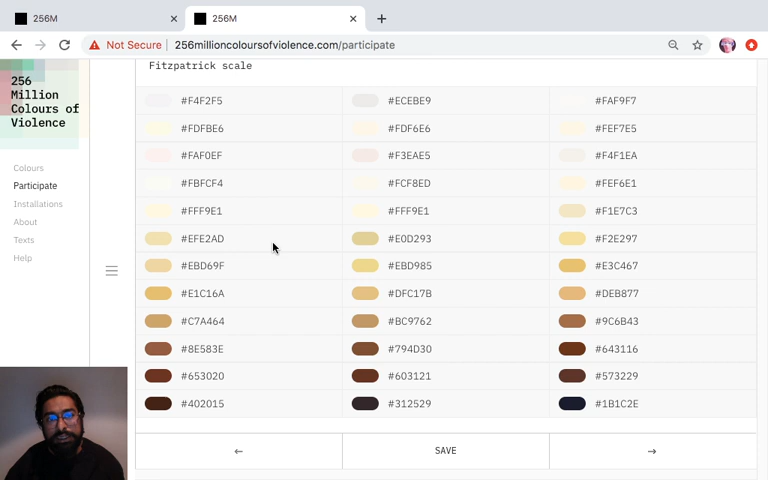 256M
256M
Not Secure 256millioncoloursofviolence.com/participate
256
Million
Colours of
Violence
Colours
Participate
Installations
About
Texts
Help
Fitzpatrick scale
#F4F2F5 #ECEBE9 #FAF9F7
#FDFBE6 #FDF6E6 #FEF7E5
#FAF0EF #F3EAE5 #F4F1EA
#FBFCF4 #FCF8ED #FEF6E1
#FFF9E1 #FFF9E1 #F1E7C3
#EFE2AD #E0D293 #F2E297
#EBD69F #EBD985 #E3C467
#E1C16A #DFC17B #DEB877
#C7A464 #BC9762 #9C6B43
#8E583E #794D30 #643116
#653020 #603121 #573229
#402015 #312529 #1B1C2E
← SAVE →